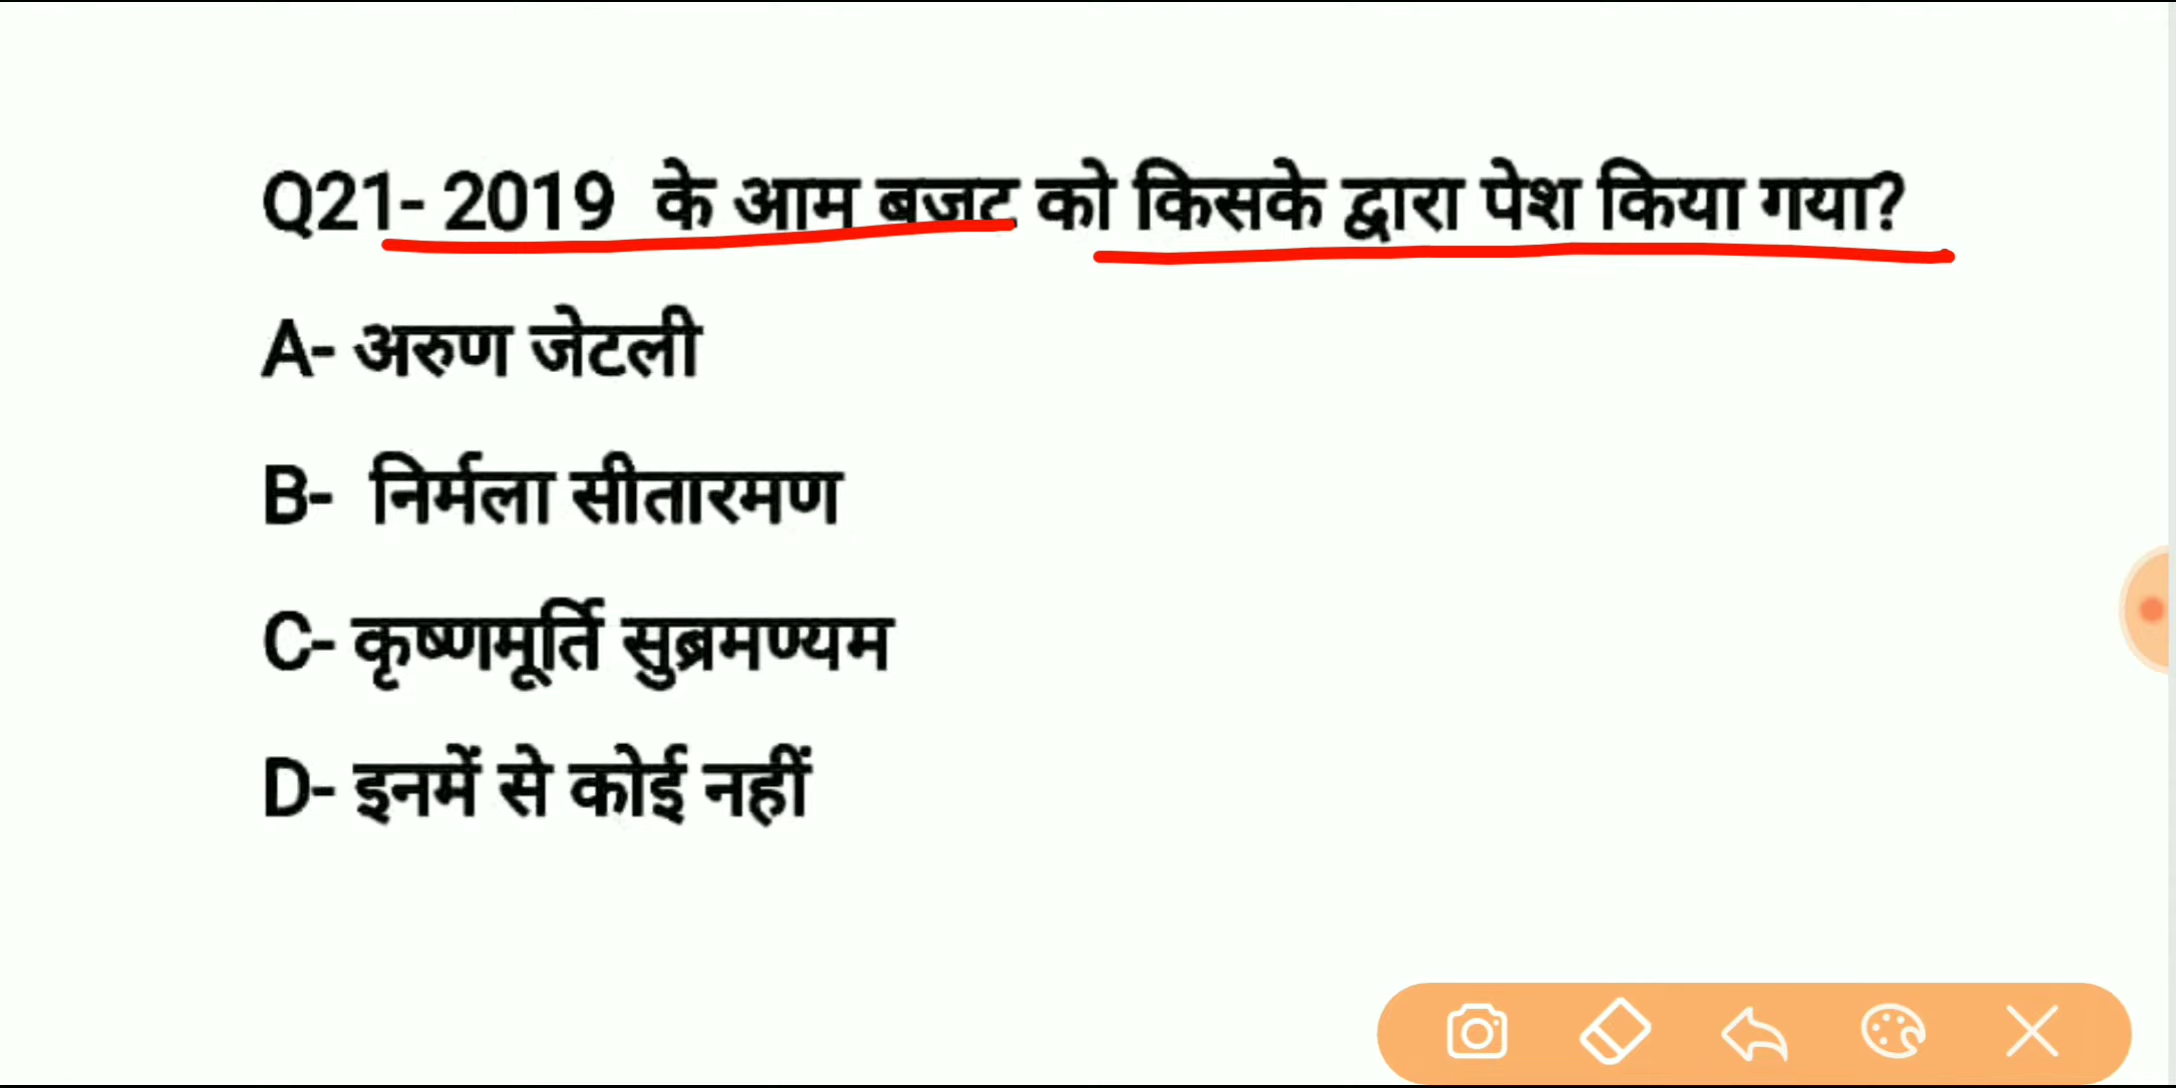 Q21- 2019 के आम बजट को किसके द्वारा पेश किया गया?
A- अरुण जेटली
B- निर्मला सीतारमण
C- कृष्णमूर्ति सुब्रमण्यम
D- इनमें से कोई नहीं